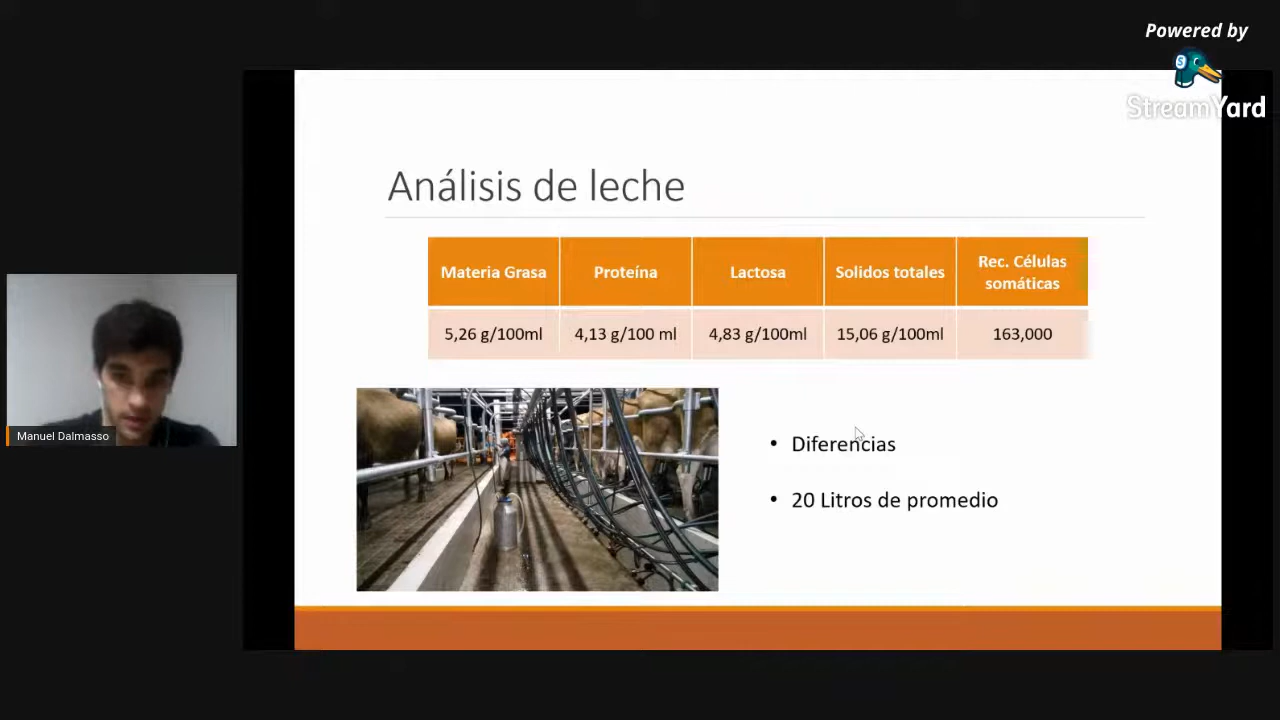 Powered by
StreamYard
Análisis de leche
Materia Grasa
Proteína
Lactosa
Solidos totales
Rec. Células
somáticas
5,26 g/100ml
4,13 g/100 ml
4,83 g/100ml
15,06 g/100ml
163,000
• Diferencias
• 20 Litros de promedio
Manuel Dalmasso